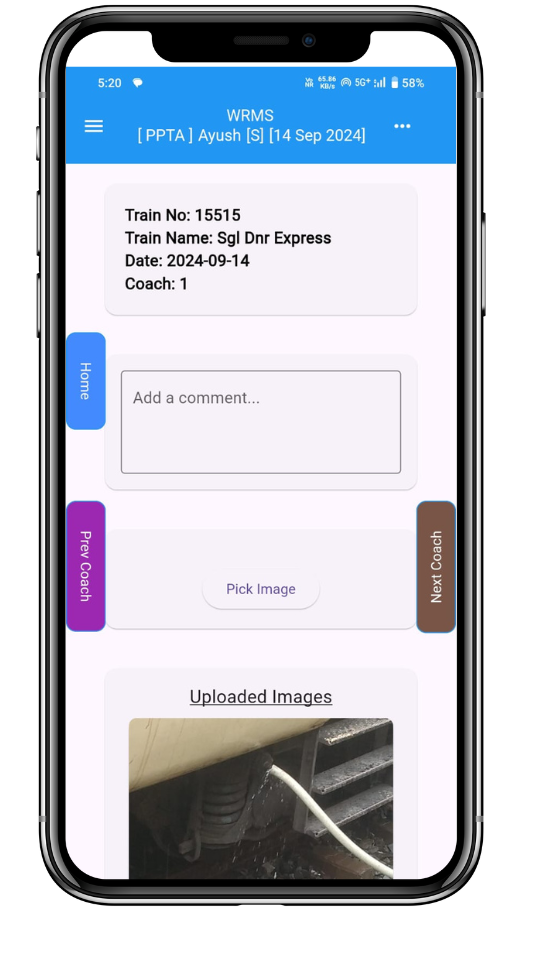 5:20
Vo NR 65.86 KB/s 5G+ 58%
WRMS
[ PPTA ] Ayush [S] [14 Sep 2024]
Train No: 15515
Train Name: Sgl Dnr Express
Date: 2024-09-14
Coach: 1
Home
Add a comment...
Prev Coach
Next Coach
Pick Image
Uploaded Images